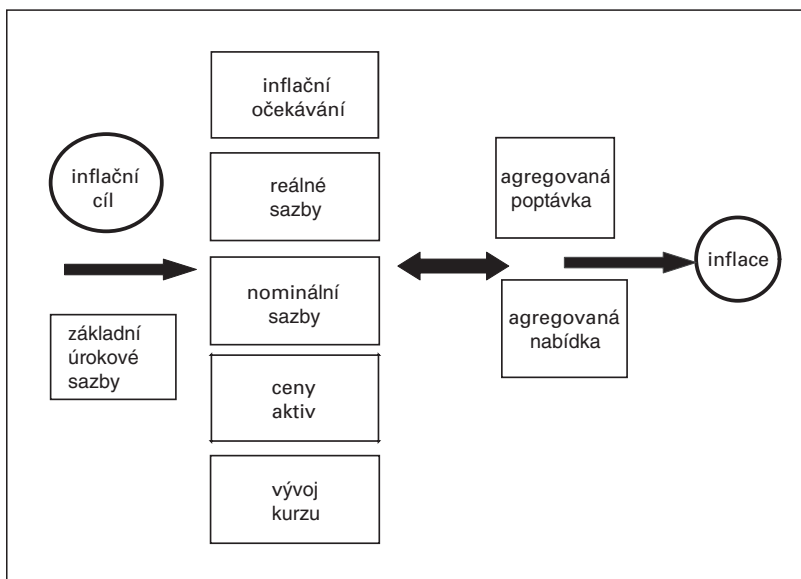 inflační
cíl
základní
úrokové
sazby
inflační
očekávání
reálné
sazby
nominální
sazby
ceny
aktiv
vývoj
kurzu
agregovaná
poptávka
agregovaná
nabídka
inflace